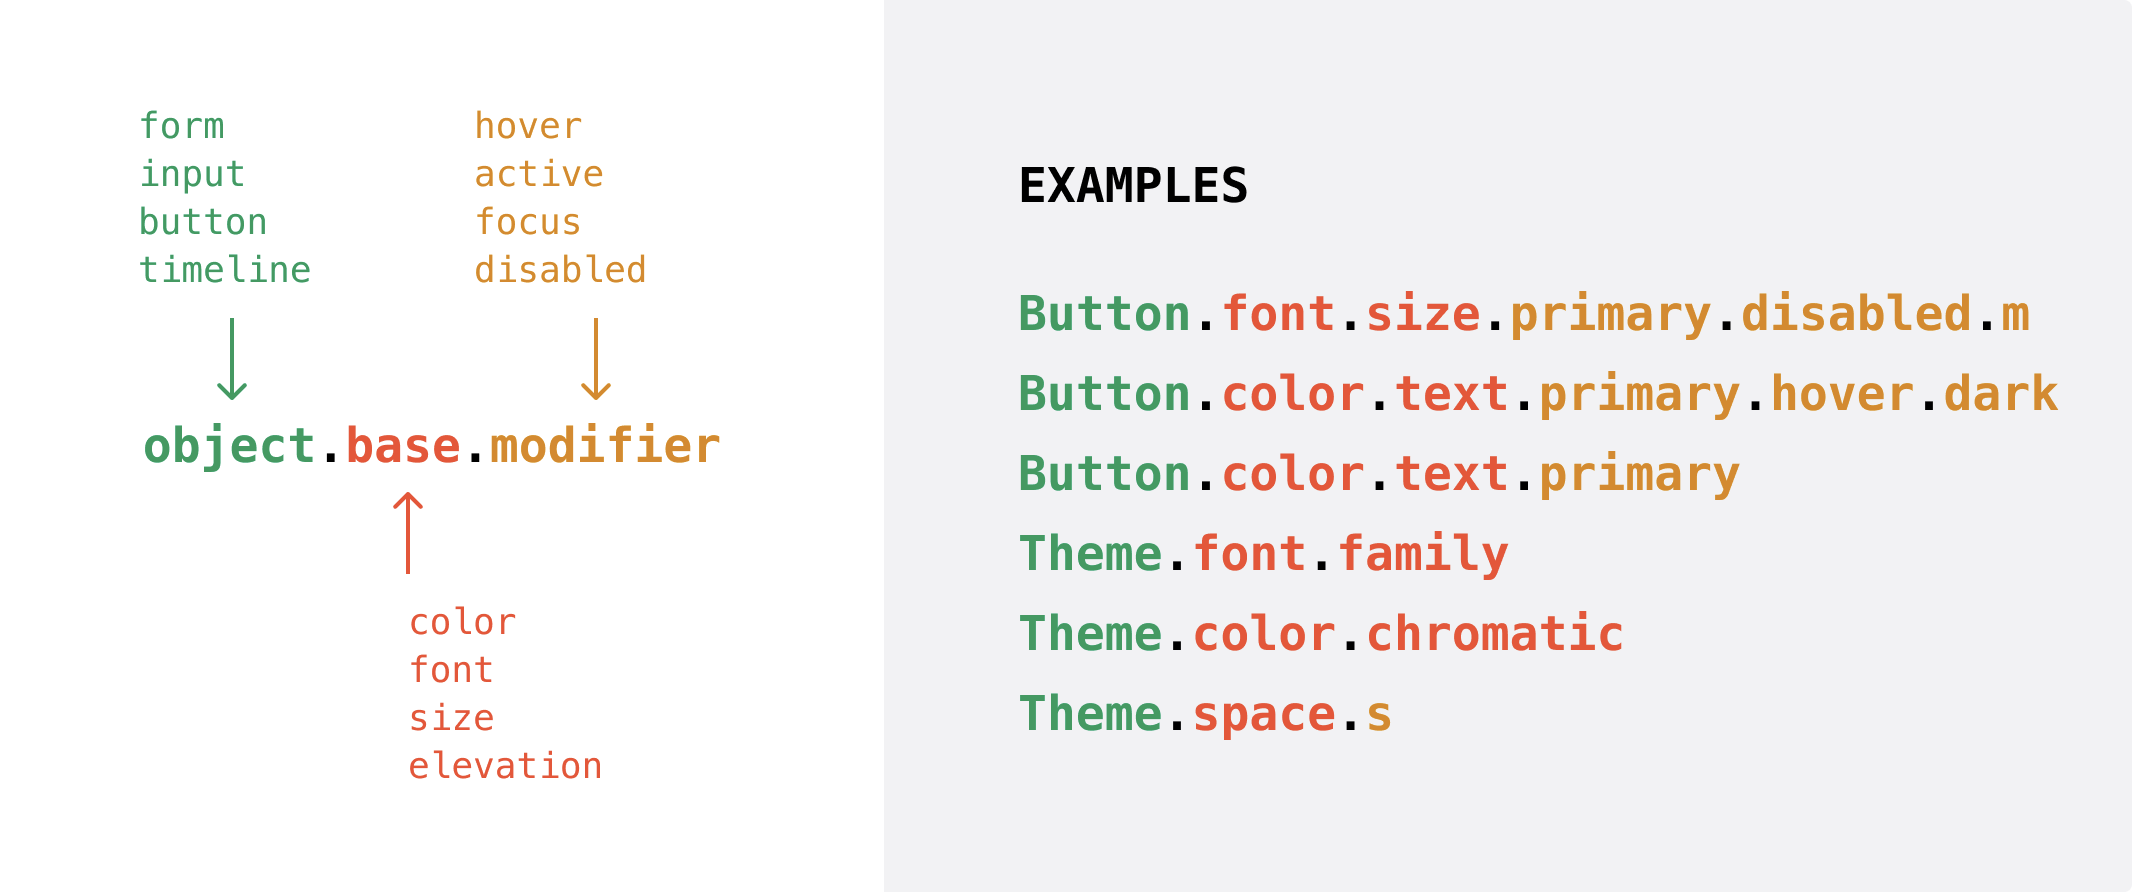 form
input
button
timeline
hover
active
focus
disabled
object.base.modifier
color
font
size
elevation
EXAMPLES
Button.font.size.primary.disabled.m
Button.color.text.primary.hover.dark
Button.color.text.primary
Theme.font.family
Theme.color.chromatic
Theme.space.s